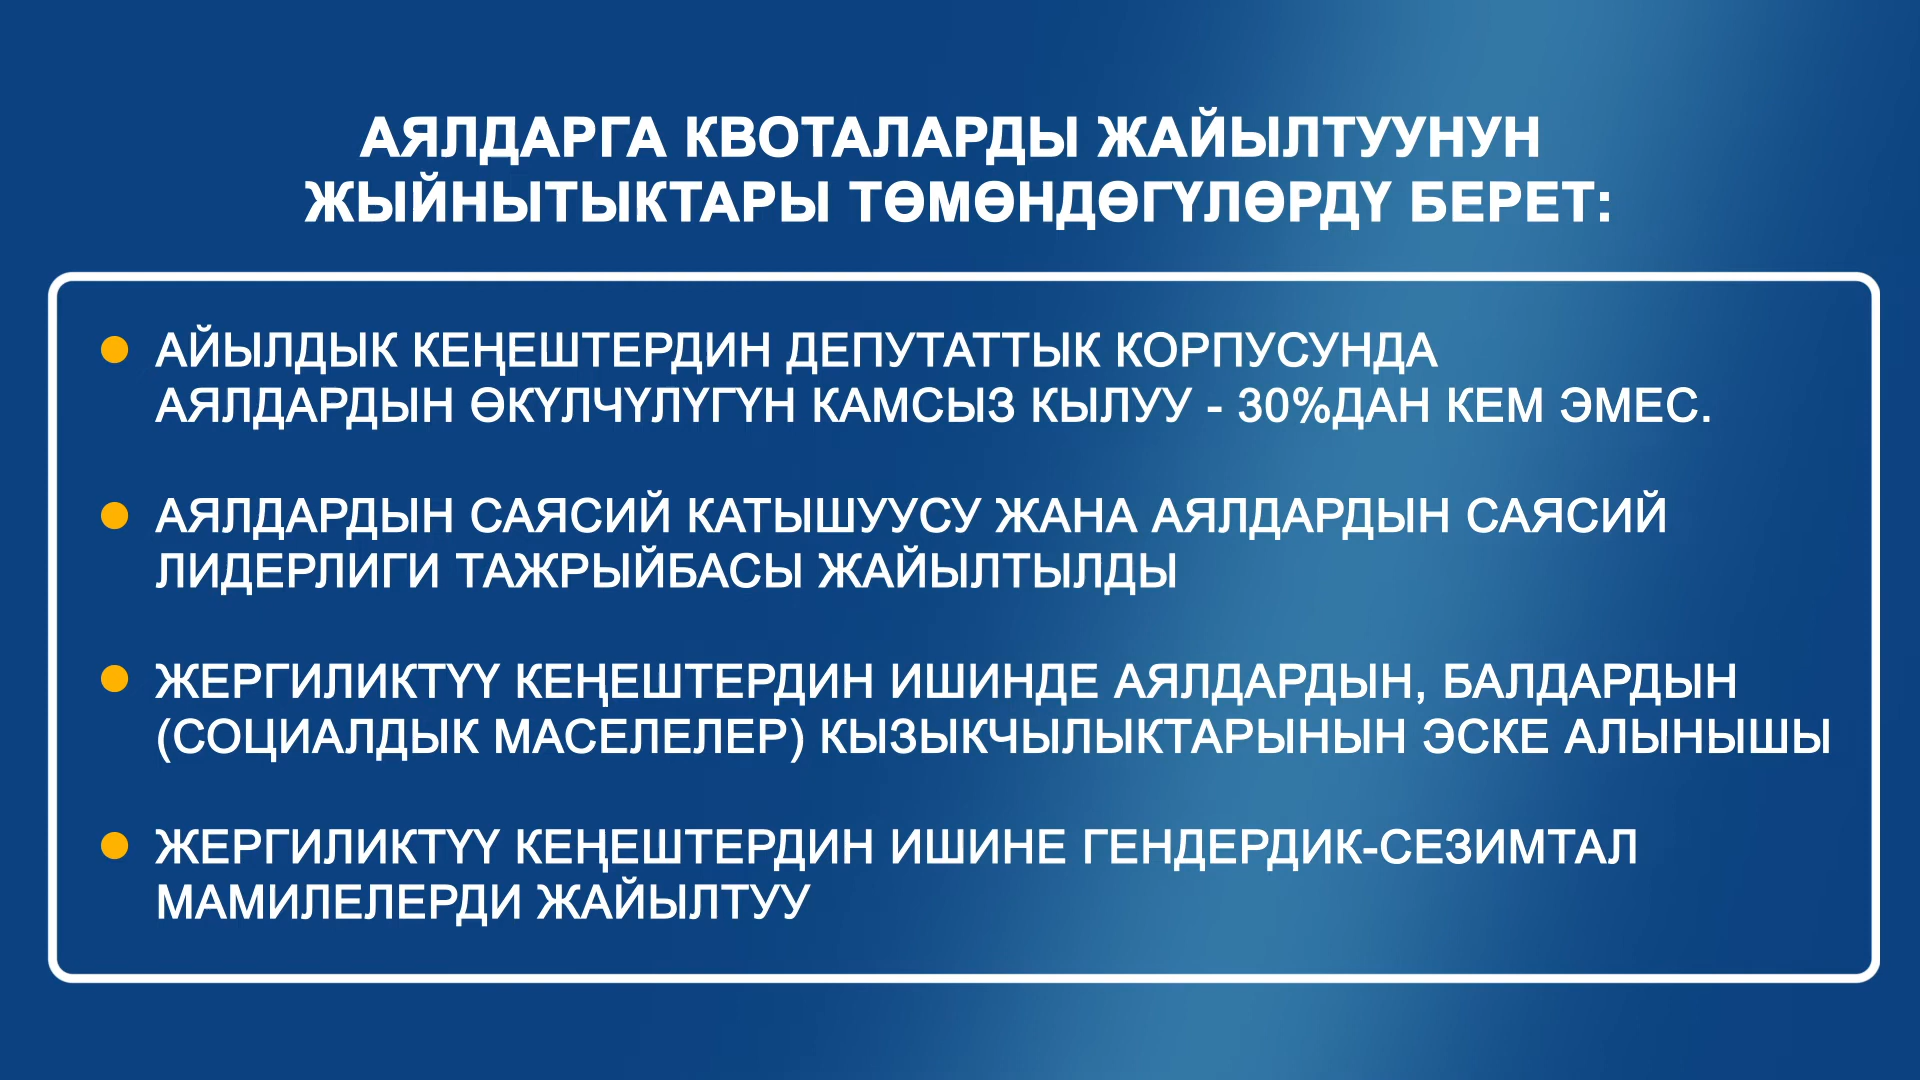 АЯЛДАРГА КВОТАЛАРДЫ ЖАЙЫЛТУУНУН
ЖЫЙНЫТЫКТАРЫ ТӨМӨНДӨГҮЛӨРДҮ БЕРЕТ:
АЙЫЛДЫК КЕҢЕШТЕРДИН ДЕПУТАТТЫК КОРПУСУНДА
АЯЛДАРДЫН ӨКҮЛЧҮЛҮГҮН КАМСЫЗ КЫЛУУ - 30%ДАН КЕМ ЭМЕС.
АЯЛДАРДЫН САЯСИЙ КАТЫШУУСУ ЖАНА АЯЛДАРДЫН САЯСИЙ
ЛИДЕРЛИГИ ТАЖРЫЙБАСЫ ЖАЙЫЛТЫЛДЫ
ЖЕРГИЛИКТҮҮ КЕҢЕШТЕРДИН ИШИНДЕ АЯЛДАРДЫН, БАЛДАРДЫН
(СОЦИАЛДЫК МАСЕЛЕЛЕР) КЫЗЫКЧЫЛЫКТАРЫНЫН ЭСКЕ АЛЫНЫШЫ
ЖЕРГИЛИКТҮҮ КЕҢЕШТЕРДИН ИШИНЕ ГЕНДЕРДИК-СЕЗИМТАЛ
МАМИЛЕЛЕРДИ ЖАЙЫЛТУУ